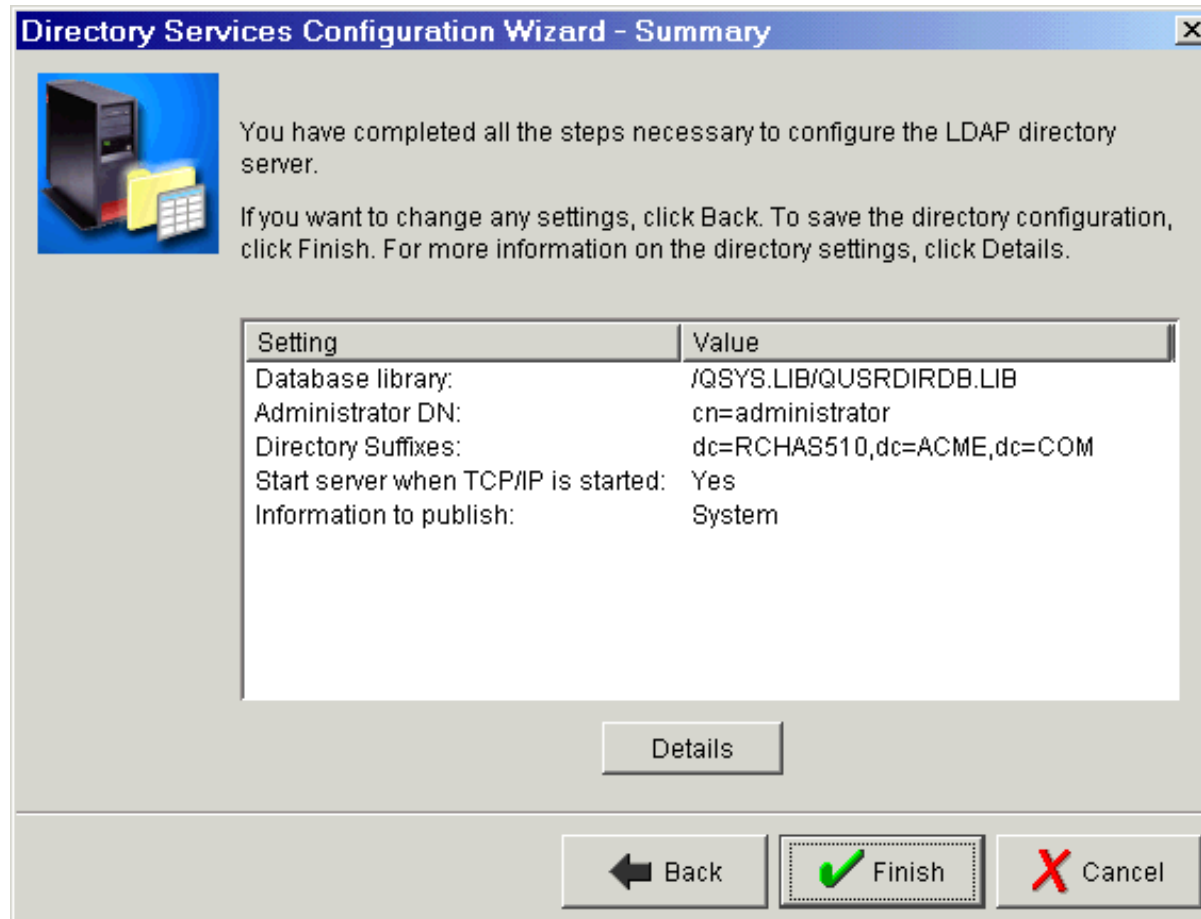 Directory Services Configuration Wizard - Summary
You have completed all the steps necessary to configure the LDAP directory
server.
If you want to change any settings, click Back. To save the directory configuration,
click Finish. For more information on the directory settings, click Details.
Setting Value
Database library: /QSYS.LIB/QUSRDIRDB.LIB
Administrator DN: cn=administrator
Directory Suffixes: dc=RCHAS510,dc=ACME,dc=COM
Start server when TCP/IP is started: Yes
Information to publish: System
Details
Back Finish Cancel